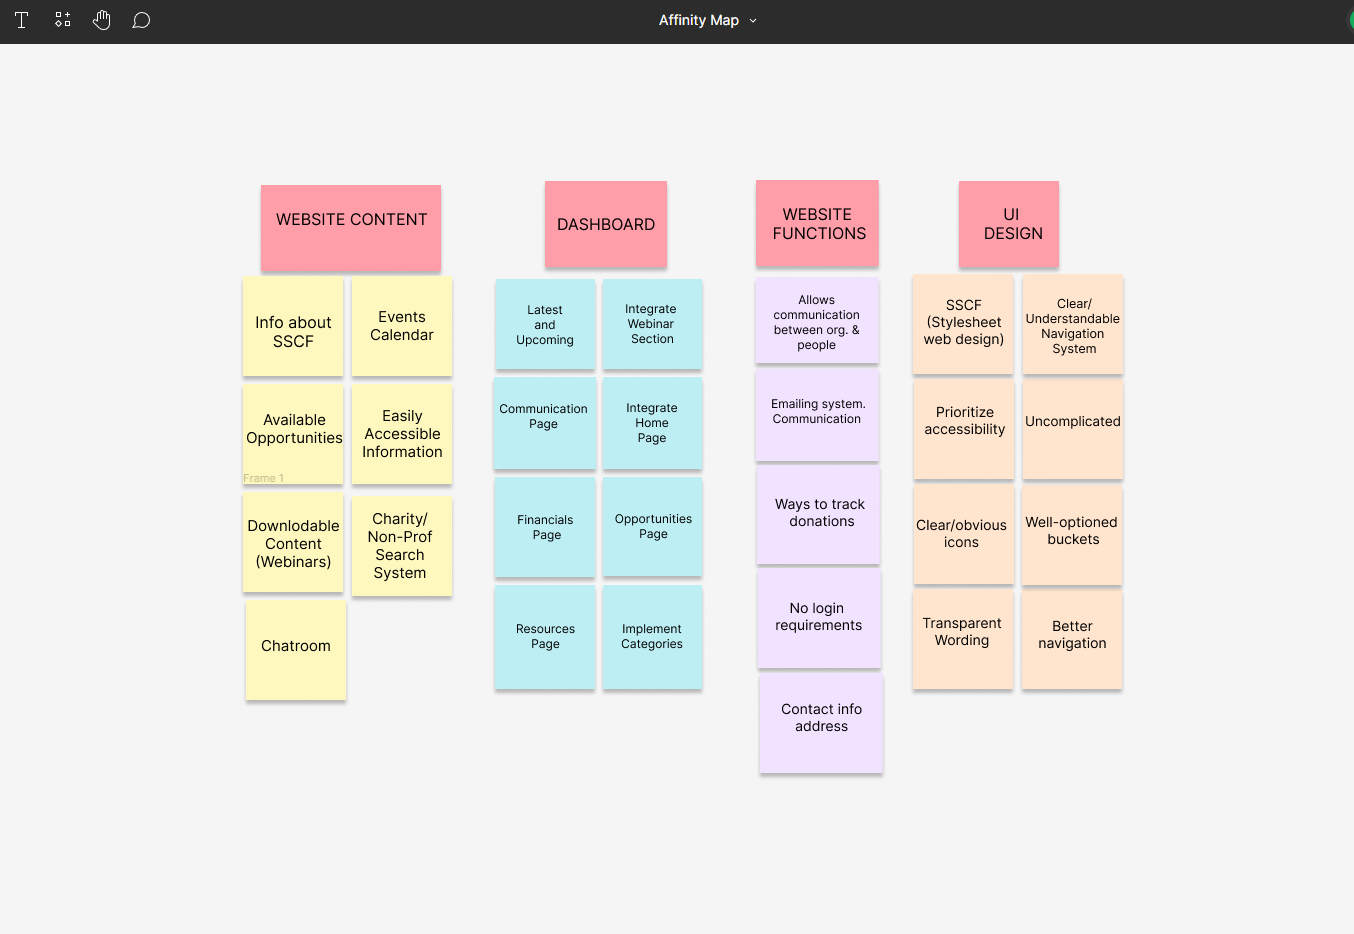 Affinity Map
WEBSITE CONTENT
Info about
SSCF
Events
Calendar
Available
Opportunities
Easily
Accessible
Information
Frame 1
Downlodable
Content
(Webinars)
Charity/
Non-Prof
Search
System
Chatroom
DASHBOARD
Latest
and
Upcoming
Integrate
Webinar
Section
Communication
Page
Integrate
Home
Page
Financials
Page
Opportunities
Page
Resources
Page
Implement
Categories
WEBSITE
FUNCTIONS
Allows
communication
between org. &
people
Emailing system.
Communication
Ways to track
donations
No login
requirements
Contact info
address
UI
DESIGN
SSCF
(Stylesheet
web design)
Clear/
Understandable
Navigation
System
Prioritize
accessibility
Uncomplicated
Clear/obvious
icons
Well-optioned
buckets
Transparent
Wording
Better
navigation